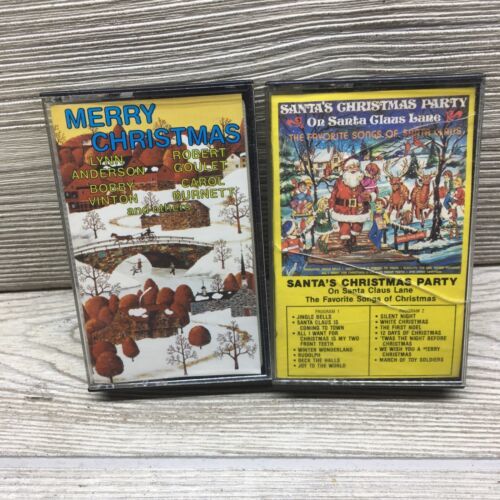 MERRY
CHRISTMAS
LYNN
ANDERSON
ROBERT
GOULET
BOBBY
VINTON
CAROL
BURNETT
and others
SANTA'S CHRISTMAS PARTY
On Santa Claus Lane
THE FAVORITE SONGS OF
SANTA'S CHRISTMAS PARTY
On Santa Claus Lane
The Favorite Songs of Christmas
PROGRAM 1
• JINGLE BELLS
• SANTA CLAUS IS
COMING TO TOWN
• ALL I WANT FOR
CHRISTMAS IS MY TWO
FRONT TEETH
• WINTER WONDERLAND
• RUDOLPH
• DECK THE HALLS
• JOY TO THE WORLD
PROGRAM 2
• SILENT NIGHT
• WHITE CHRISTMAS
• THE FIRST NOEL
• 12 DAYS OF CHRISTMAS
• 'TWAS THE NIGHT BEFORE
CHRISTMAS
• WE WISH YOU A MERRY
CHRISTMAS
• MARCH OF TOY SOLDIERS